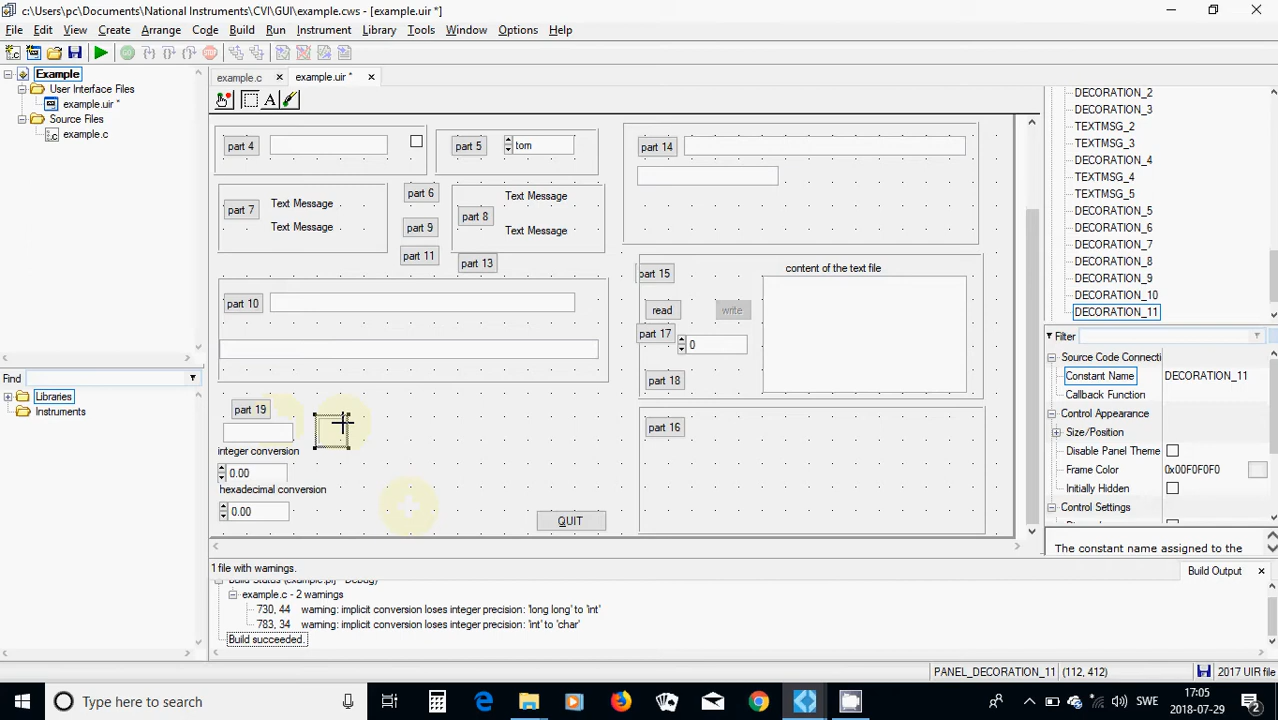 c:\Users\pc\Documents\National Instruments\CVI\GUI\example.cws - [example.uir *]
File Edit View Create Arrange Code Build Run Instrument Library Tools Window Options Help
Example
User Interface Files
example.uir *
Source Files
example.c
example.c
example.uir *
part 4
part 5
tom
part 14
part 7
Text Message
Text Message
part 6
part 9
part 11
part 8
Text Message
Text Message
part 13
part 10
part 15
content of the text file
read
write
part 17
0
part 18
part 19
integer conversion
0.00
hexadecimal conversion
0.00
part 16
QUIT
DECORATION_2
DECORATION_3
TEXTMSG_2
TEXTMSG_3
DECORATION_4
TEXTMSG_4
TEXTMSG_5
DECORATION_5
DECORATION_6
DECORATION_7
DECORATION_8
DECORATION_9
DECORATION_10
DECORATION_11
Filter
Source Code Connecti
Constant Name DECORATION_11
Callback Function
Control Appearance
Size/Position
Disable Panel Theme
Frame Color 0x00F0F0F0
Initially Hidden
Control Settings
The constant name assigned to the
Find
Libraries
Instruments
1 file with warnings.
Build Output
Build Status (example.prj - Debug)
example.c - 2 warnings
730, 44 warning: implicit conversion loses integer precision: 'long long' to 'int'
783, 34 warning: implicit conversion loses integer precision: 'int' to 'char'
Build succeeded.
PANEL_DECORATION_11 (112, 412) 2017 UIR file
Type here to search
SWE
17:05
2018-07-29
2